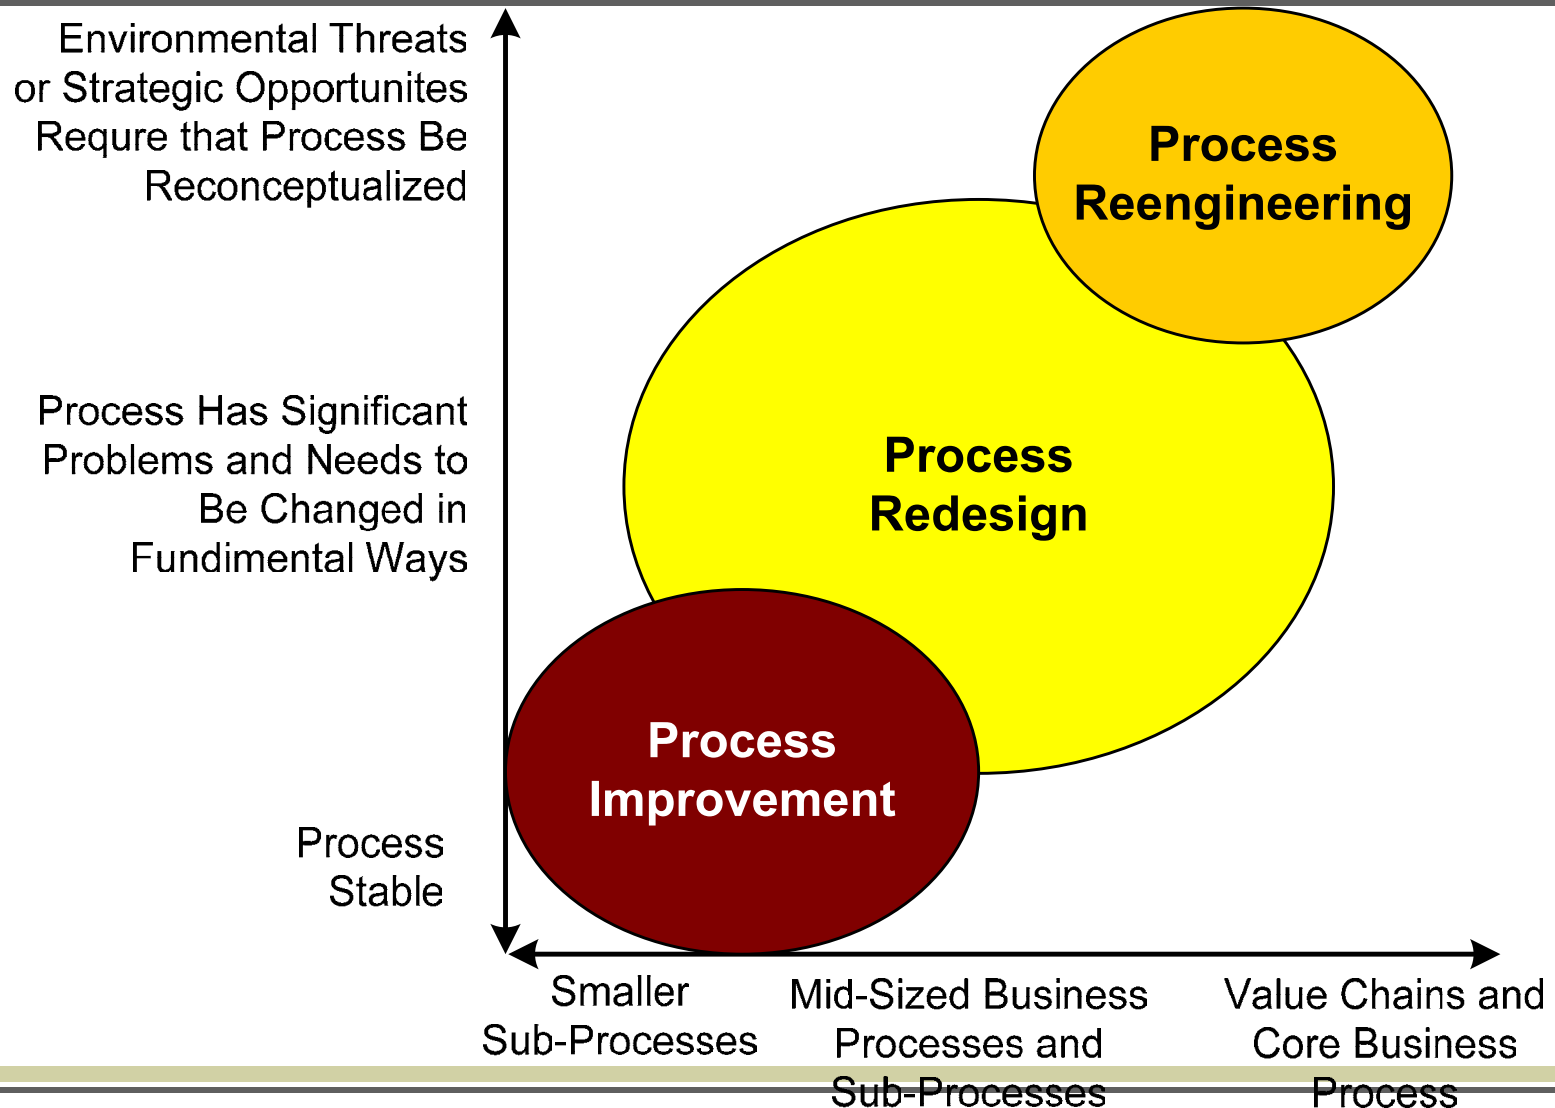 Environmental Threats
or Strategic Opportunites
Requre that Process Be
Reconceptualized
Process
Reengineering
Process Has Significant
Problems and Needs to
Be Changed in
Fundimental Ways
Process
Redesign
Process
Improvement
Process
Stable
Smaller
Sub-Processes
Mid-Sized Business
Processes and
Sub-Processes
Value Chains and
Core Business
Process